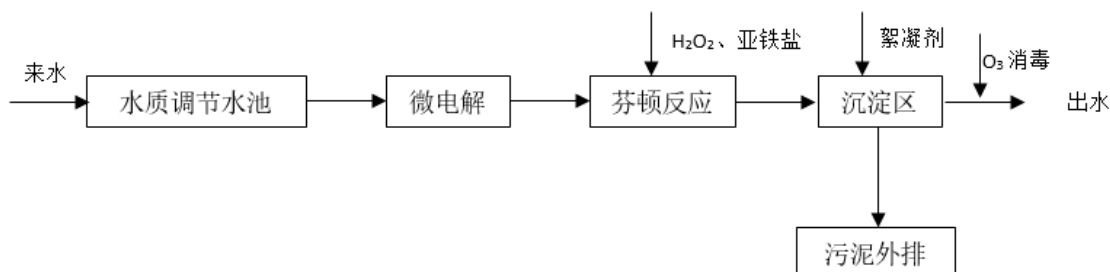 来水
水质调节水池
微电解
H₂O₂、亚铁盐
芬顿反应
絮凝剂
沉淀区
O₃消毒
出水
污泥外排